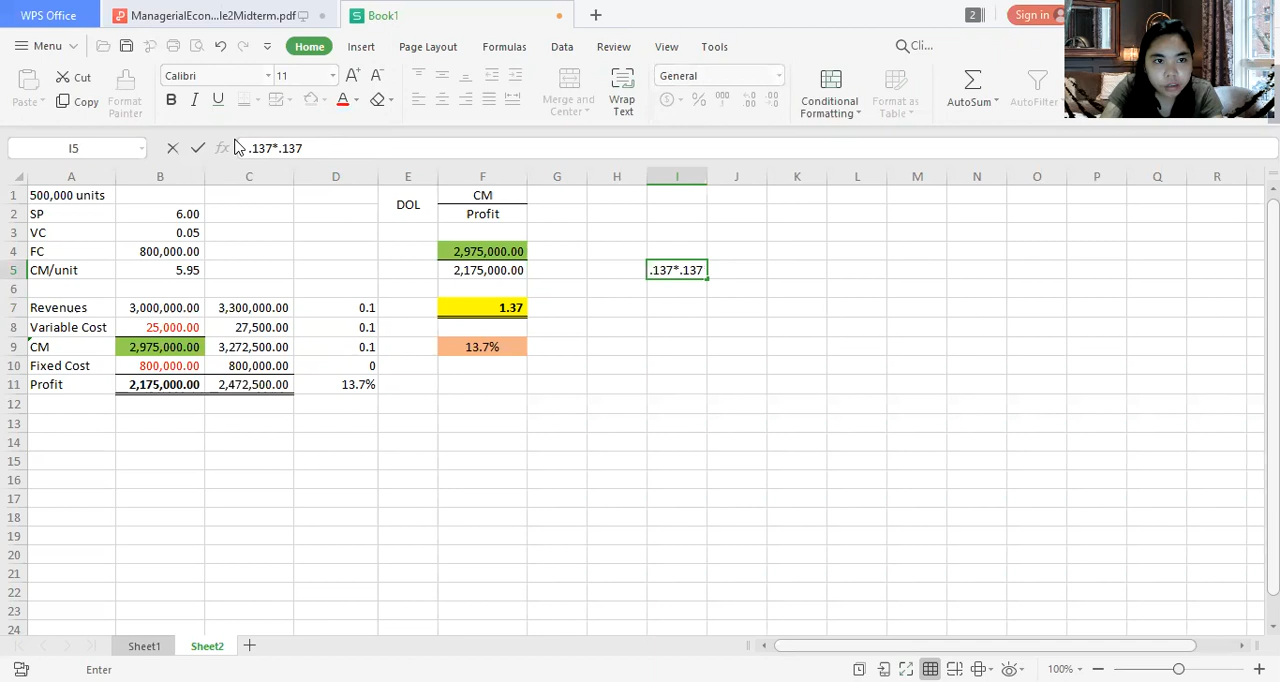 WPS Office
ManagerialEcon...le2Midterm.pdf
Book1
2
Sign in
Menu
Home
Insert
Page Layout
Formulas
Data
Review
View
Tools
Cli...
Paste
Cut
Copy
Format Painter
Calibri
11
A+
A-
B I U
A
Merge and Center
Wrap Text
General
%
000
Conditional Formatting
Format as Table
AutoSum
AutoFilter
I5
fx
.137*.137
A B C D E F G H I J K L M N O P Q R
1 500,000 units DOL CM
2 SP 6.00 Profit
3 VC 0.05
4 FC 800,000.00 2,975,000.00
5 CM/unit 5.95 2,175,000.00 .137*.137
6
7 Revenues 3,000,000.00 3,300,000.00 0.1 1.37
8 Variable Cost 25,000.00 27,500.00 0.1
9 CM 2,975,000.00 3,272,500.00 0.1 13.7%
10 Fixed Cost 800,000.00 800,000.00 0
11 Profit 2,175,000.00 2,472,500.00 13.7%
12
13
14
15
16
17
18
19
20
21
22
23
24
Sheet1
Sheet2
Enter
100%